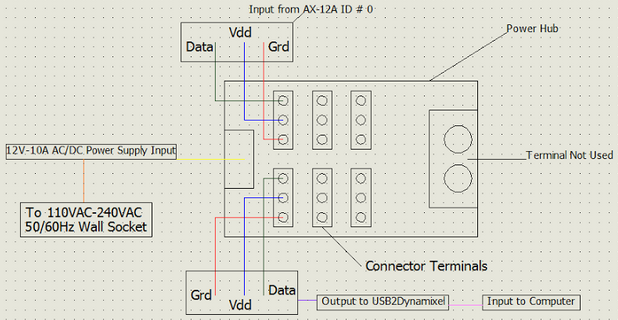 Input from AX-12A ID # 0
Vdd
Data
Grd
Power Hub
12V-10A AC/DC Power Supply Input
Terminal Not Used
To 110VAC-240VAC
50/60Hz Wall Socket
Connector Terminals
Grd
Data
Vdd
Output to USB2Dynamixel
Input to Computer